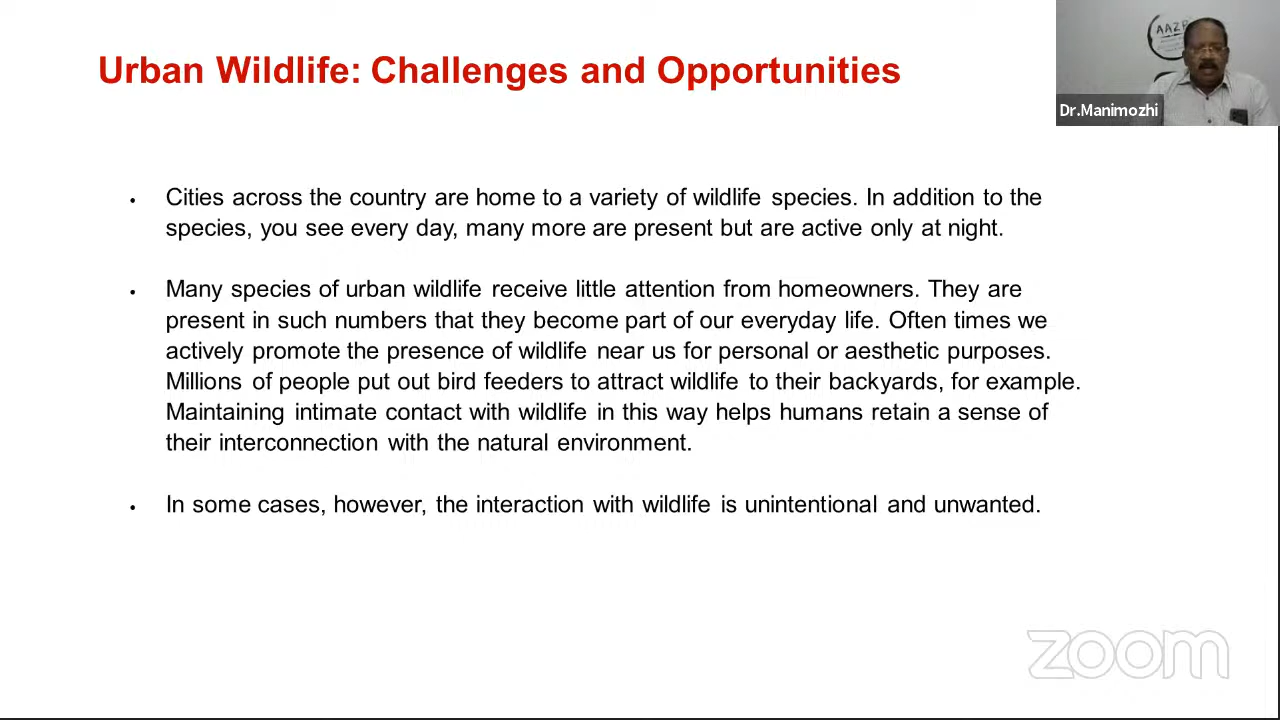 Urban Wildlife: Challenges and Opportunities
AAZP
Dr.Manimozhi
• Cities across the country are home to a variety of wildlife species. In addition to the
species, you see every day, many more are present but are active only at night.
• Many species of urban wildlife receive little attention from homeowners. They are
present in such numbers that they become part of our everyday life. Often times we
actively promote the presence of wildlife near us for personal or aesthetic purposes.
Millions of people put out bird feeders to attract wildlife to their backyards, for example.
Maintaining intimate contact with wildlife in this way helps humans retain a sense of
their interconnection with the natural environment.
• In some cases, however, the interaction with wildlife is unintentional and unwanted.
zoom